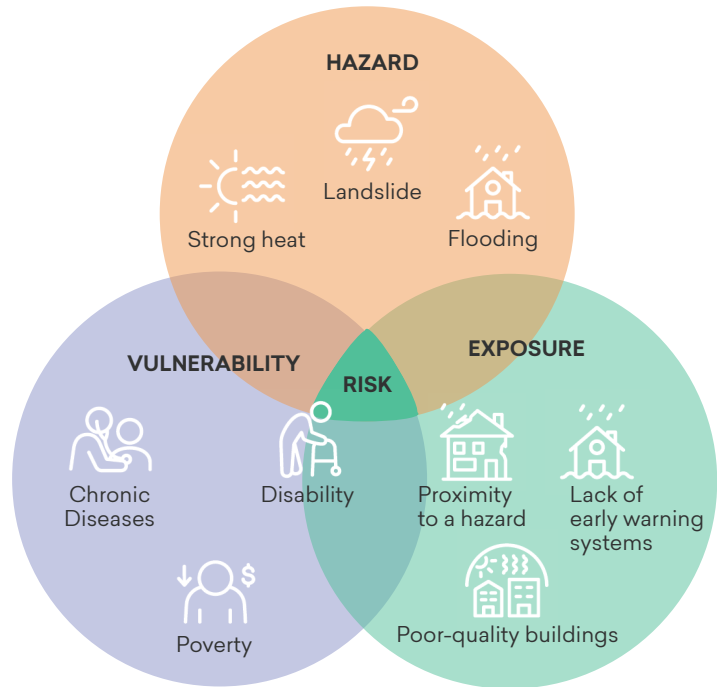 HAZARD
Landslide
Strong heat
Flooding
VULNERABILITY
EXPOSURE
RISK
Chronic
Diseases
Disability
Proximity
to a hazard
Lack of
early warning
systems
$
Poverty
Poor-quality buildings